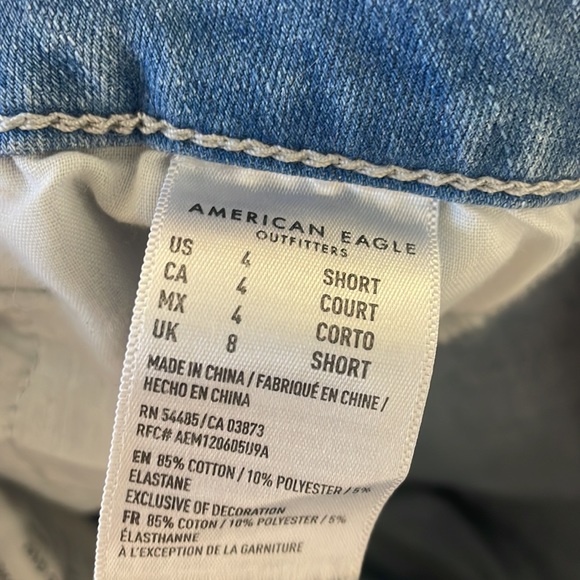 AMERICAN EAGLE
OUTFITTERS
US 4 SHORT
CA 4 COURT
MX 4 CORTO
UK 8 SHORT
MADE IN CHINA / FABRIQUÉ EN CHINE /
HECHO EN CHINA
RN 54485/CA 03873
RFC# AEM120605U9A
EN 85% COTTON / 10% POLYESTER / 5%
ELASTANE
EXCLUSIVE OF DECORATION
FR 85% COTON / 10% POLYESTER / 5%
ÉLASTHANNE
À L'EXCEPTION DE LA GARNITURE